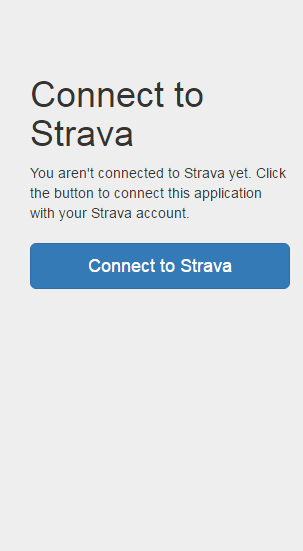 Connect to
Strava
You aren't connected to Strava yet. Click
the button to connect this application
with your Strava account.
Connect to Strava